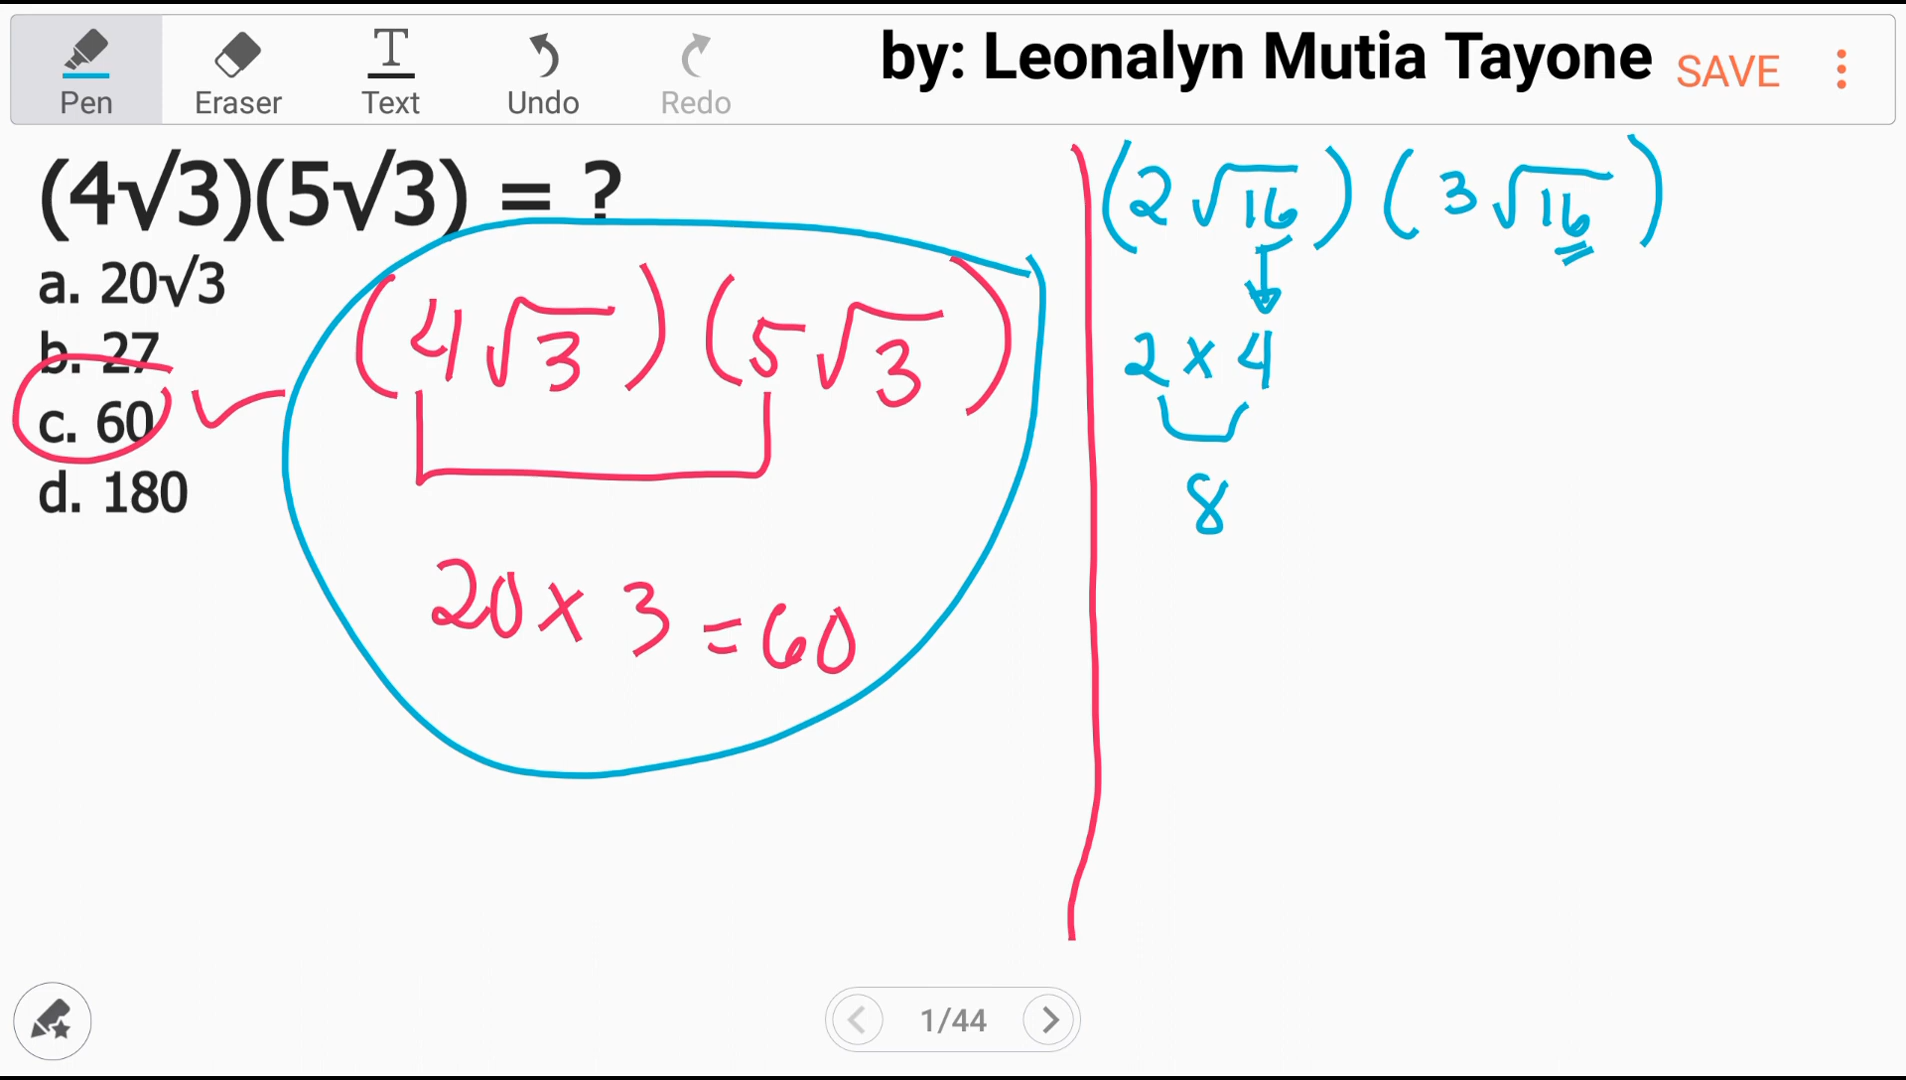 Pen Eraser Text Undo Redo by: Leonalyn Mutia Tayone SAVE
(4√3)(5√3) = ?
a. 20√3
b. 27
c. 60
d. 180
(4√3)(5√3)
20 x 3 = 60
(2√16)(3√16)
2 x 4
8
1/44